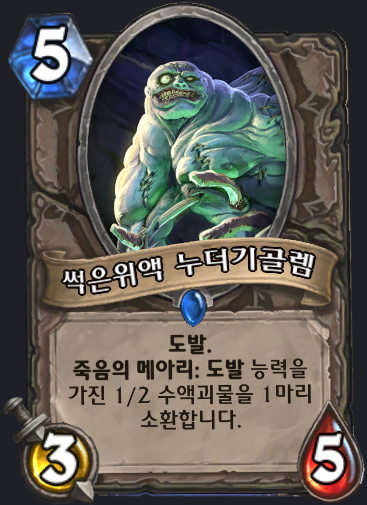 5
썩은위액 누더기골렘
도발.
죽음의 메아리: 도발 능력을
가진 1/2 수액괴물을 1마리
소환합니다.
3
5